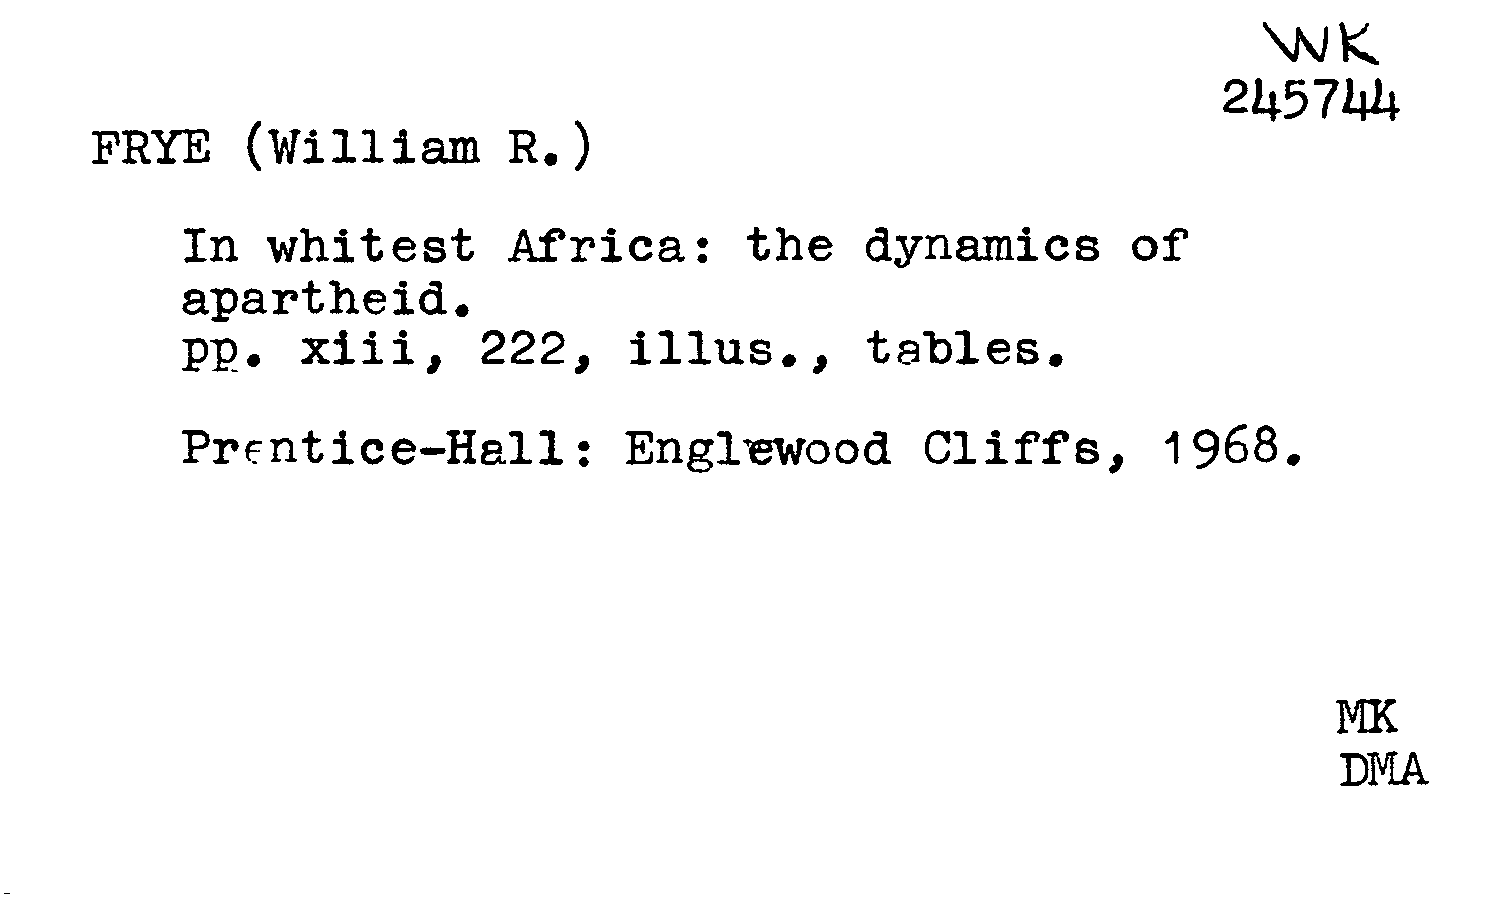 WK
245744
FRYE (William R.)
In whitest Africa: the dynamics of
apartheid.
pp. xiii, 222, illus., tables.
Prentice-Hall: Englewood Cliffs, 1968.
MK
DMA